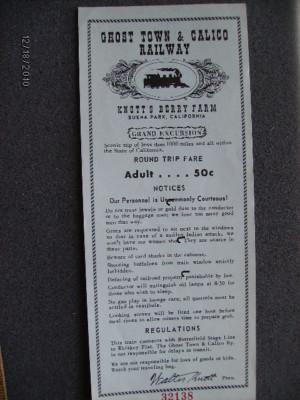 12/18/2010
GHOST TOWN & CALICO
RAILWAY
KNOTT'S BERRY FARM
BUENA PARK, CALIFORNIA
GRAND EXCURSION
Scenic trip of less than 1000 miles and all within
the State of California.
ROUND TRIP FARE
Adult . . . . 50c
NOTICES
Our Personnel is Uncommonly Courteous!
Do not trust jewels or gold dust to the conductor
or to the baggage man; we lose too many good
men that way.
Gents are requested to sit next to the windows
so that in case of a sudden Indian attack, we
won't have our women shot. They are scarce in
these parts.
Beware of card sharks in the cabooses.
Shooting buffaloes from main window strictly
forbidden.
Defacing of railroad property punishable by law.
Conductor will extinguish oil lamps at 8:30 for
those who wish to sleep.
No gun play in lounge cars; all quarrels must be
settled in vestibule.
Cooking stoves will be fired one hour before
meal times to allow miners time to prepare grub.
REGULATIONS
This train connects with Butterfield Stage Line
to Whiskey Flat. The Ghost Town & Calico Ry.
is not responsible for delays in transit.
We are not responsible for loss of goods or kids.
Watch your traveling bag.
Walter Knott Pres.
32138